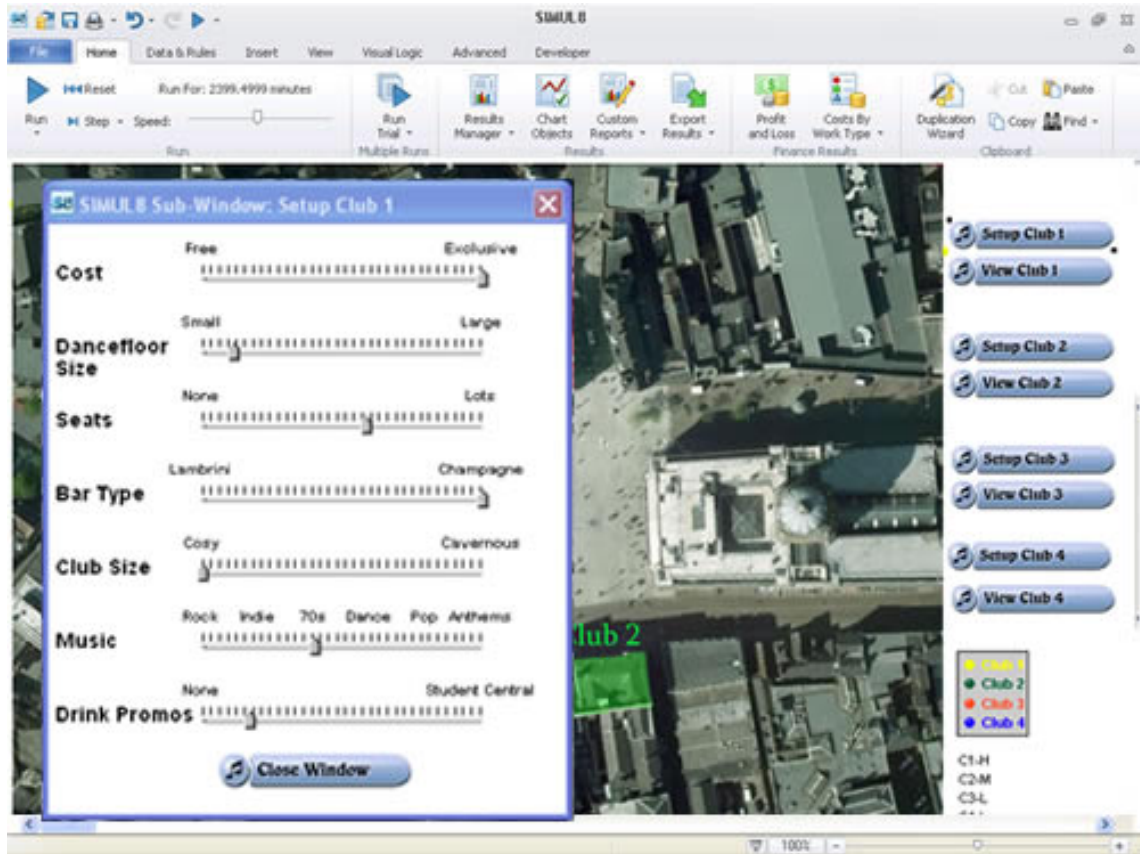 SIMUL8
File Home Data & Rules Insert View Visual Logic Advanced Developer
Reset Run For: 2399.4999 minutes
Run Step Speed:
Run Trial
Results Manager
Chart Objects
Custom Reports
Export Results
Profit and Loss
Costs By Work Type
Duplication Wizard
Cut Paste
Copy Find
Run Multiple Runs Results Finance Results Clipboard
SIMUL8 Sub-Window: Setup Club 1
Free Exclusive
Cost
Small Large
Dancefloor
Size
None Lots
Seats
Lambrini Champagne
Bar Type
Cosy Cavernous
Club Size
Rock Indie 70s Dance Pop Anthems
Music
None Student Central
Drink Promos
Close Window
Club 2
Setup Club 1
View Club 1
Setup Club 2
View Club 2
Setup Club 3
View Club 3
Setup Club 4
View Club 4
Club 1
Club 2
Club 3
Club 4
C1-H
C2-M
C3-L
100%